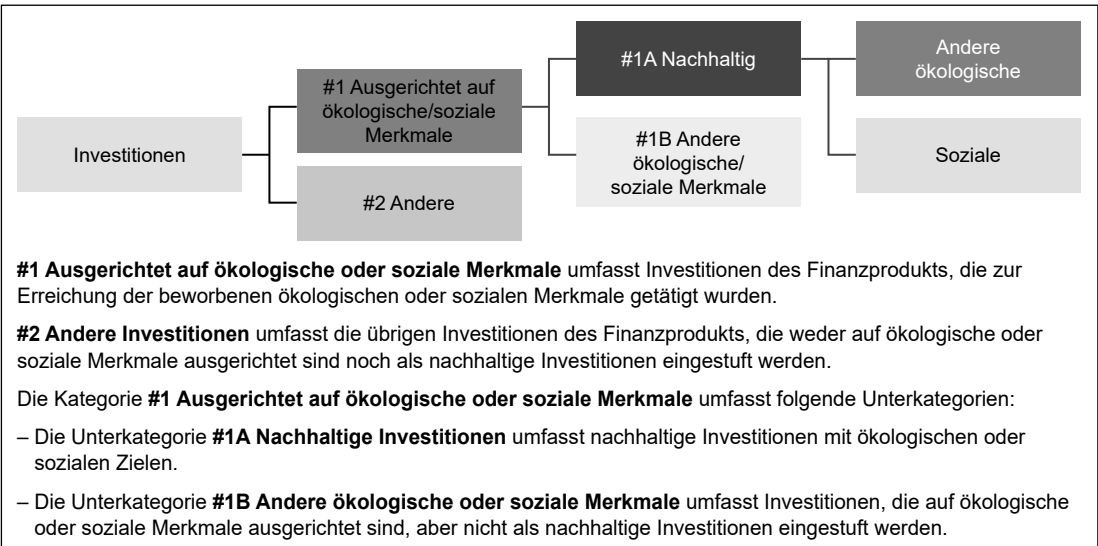 Investitionen
#1 Ausgerichtet auf
ökologische/soziale
Merkmale
#2 Andere
#1A Nachhaltig
#1B Andere
ökologische/
soziale Merkmale
Andere
ökologische
Soziale
#1 Ausgerichtet auf ökologische oder soziale Merkmale umfasst Investitionen des Finanzprodukts, die zur
Erreichung der beworbenen ökologischen oder sozialen Merkmale getätigt wurden.
#2 Andere Investitionen umfasst die übrigen Investitionen des Finanzprodukts, die weder auf ökologische oder
soziale Merkmale ausgerichtet sind noch als nachhaltige Investitionen eingestuft werden.
Die Kategorie #1 Ausgerichtet auf ökologische oder soziale Merkmale umfasst folgende Unterkategorien:
– Die Unterkategorie #1A Nachhaltige Investitionen umfasst nachhaltige Investitionen mit ökologischen oder
sozialen Zielen.
– Die Unterkategorie #1B Andere ökologische oder soziale Merkmale umfasst Investitionen, die auf ökologische
oder soziale Merkmale ausgerichtet sind, aber nicht als nachhaltige Investitionen eingestuft werden.